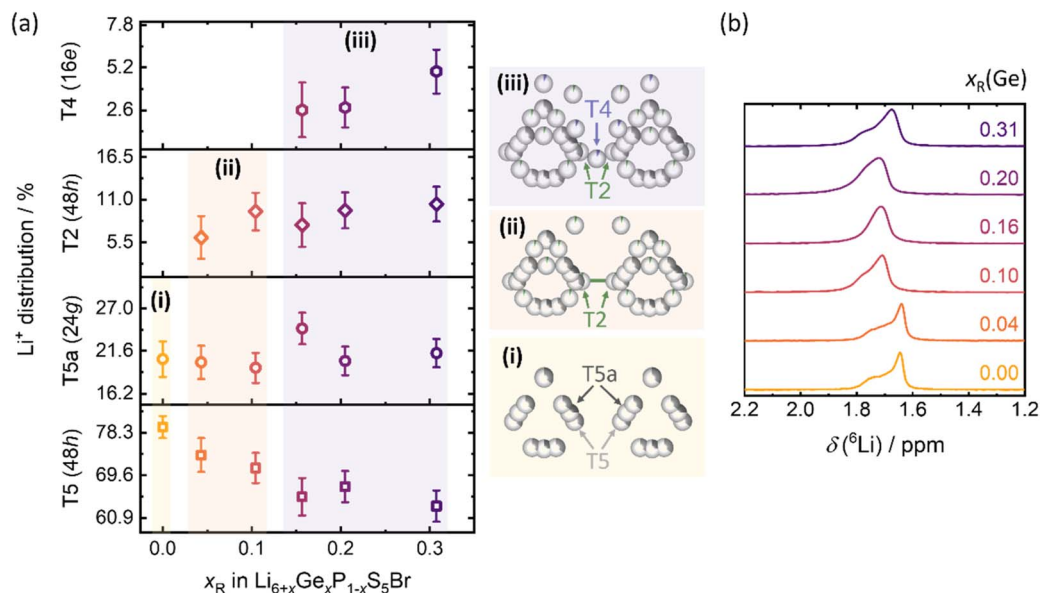 (a)
Li⁺ distribution / %
T4 (16e)
7.8
5.2
2.6
(iii)
T2 (48h)
16.5
11.0
5.5
(ii)
T5a (24g)
27.0
21.6
16.2
(i)
T5 (48h)
78.3
69.6
60.9
0.0 0.1 0.2 0.3
x_R in Li₆₊ₓGeₓP₁₋ₓS₅Br
(iii)
T4
T2
(ii)
T2
(i)
T5a
T5
(b)
x_R(Ge)
0.31
0.20
0.16
0.10
0.04
0.00
2.2 2.0 1.8 1.6 1.4 1.2
δ(⁶Li) / ppm